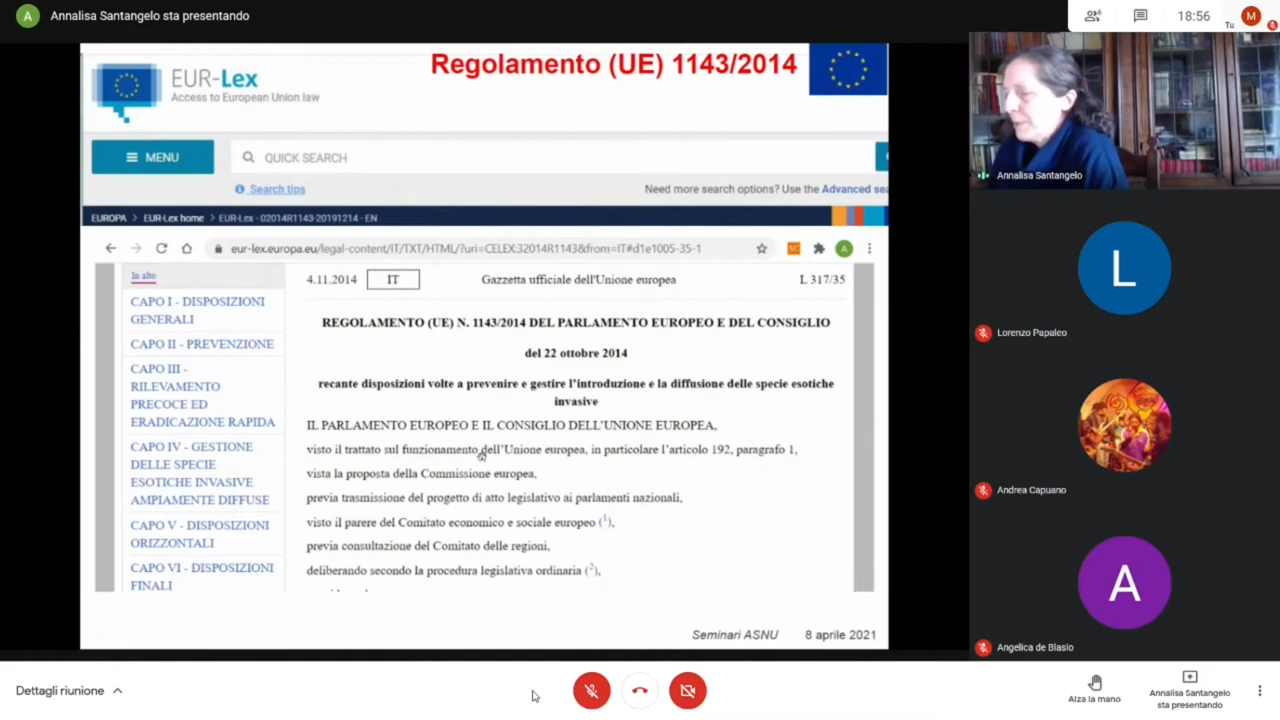 A
Annalisa Santangelo sta presentando
6
18:56
Tu
M
EUR-Lex
Access to European Union law
Regolamento (UE) 1143/2014
MENU
QUICK SEARCH
Search tips
Need more search options? Use the Advanced sea
EUROPA > EUR-Lex home > EUR-Lex - 02014R1143-20191214 - EN
eur-lex.europa.eu/legal-content/IT/TXT/HTML/?uri=CELEX:32014R1143&from=IT#d1e1005-35-1
SC
A
In alto
CAPO I - DISPOSIZIONI
GENERALI
CAPO II - PREVENZIONE
CAPO III -
RILEVAMENTO
PRECOCE ED
ERADICAZIONE RAPIDA
CAPO IV - GESTIONE
DELLE SPECIE
ESOTICHE INVASIVE
AMPIAMENTE DIFFUSE
CAPO V - DISPOSIZIONI
ORIZZONTALI
CAPO VI - DISPOSIZIONI
FINALI
4.11.2014 IT Gazzetta ufficiale dell'Unione europea L 317/35
REGOLAMENTO (UE) N. 1143/2014 DEL PARLAMENTO EUROPEO E DEL CONSIGLIO
del 22 ottobre 2014
recante disposizioni volte a prevenire e gestire l'introduzione e la diffusione delle specie esotiche
invasive
IL PARLAMENTO EUROPEO E IL CONSIGLIO DELL'UNIONE EUROPEA,
visto il trattato sul funzionamento dell'Unione europea, in particolare l'articolo 192, paragrafo 1,
vista la proposta della Commissione europea,
previa trasmissione del progetto di atto legislativo ai parlamenti nazionali,
visto il parere del Comitato economico e sociale europeo (1),
previa consultazione del Comitato delle regioni,
deliberando secondo la procedura legislativa ordinaria (2),
Seminari ASNU 8 aprile 2021
Annalisa Santangelo
L
Lorenzo Papaleo
Andrea Capuano
A
Angelica de Blasio
Dettagli riunione
Alza la mano
Annalisa Santangelo
sta presentando